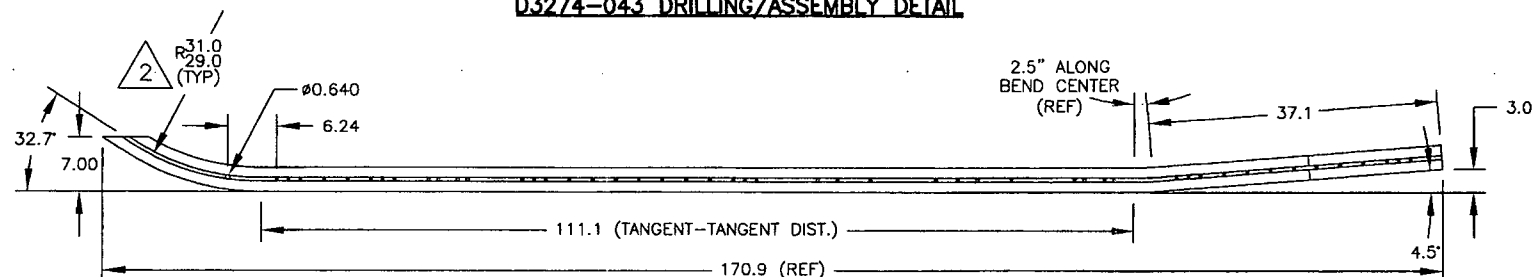 D3274-043 DRILLING/ASSEMBLY DETAIL
R31.0
29.0
(TYP)
2
ø0.640
2.5" ALONG
BEND CENTER
(REF)
37.1
3.0
32.7°
7.00
6.24
111.1 (TANGENT-TANGENT DIST.)
4.5°
170.9 (REF)